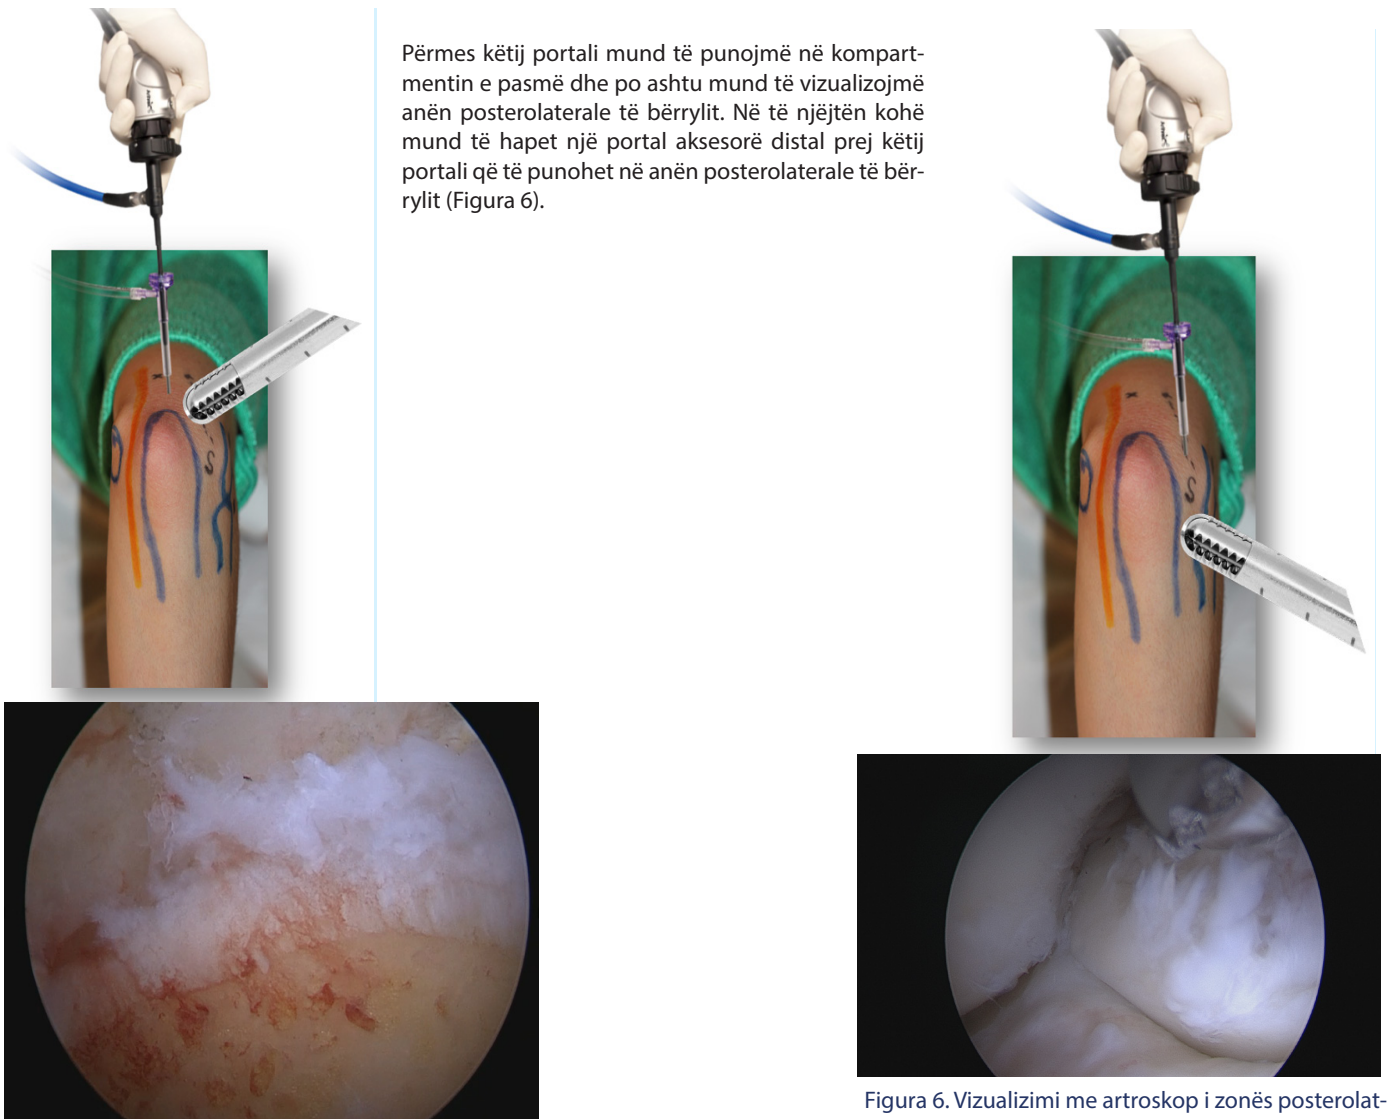 Përmes këtij portali mund të punojmë në kompart-
mentin e pasmë dhe po ashtu mund të vizualizojmë
anën posterolaterale të bërrylit. Në të njëjtën kohë
mund të hapet një portal aksesorë distal prej këtij
portali që të punohet në anën posterolaterale të bër-
rylit (Figura 6).
Figura 6. Vizualizimi me artroskop i zonës posterolat-